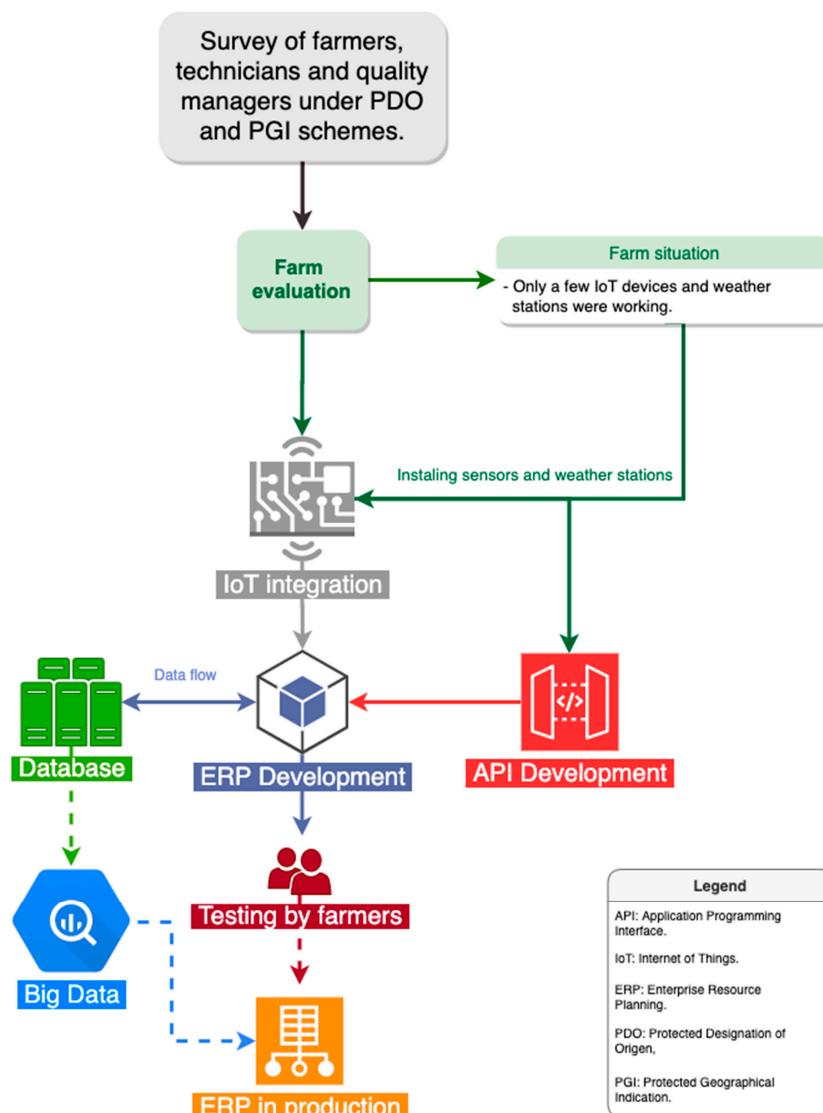 Survey of farmers,
technicians and quality
managers under PDO
and PGI schemes.
Farm
evaluation
Farm situation
- Only a few IoT devices and weather
stations were working.
Instaling sensors and weather stations
IoT integration
Data flow
Database
ERP Development
</>
API Development
Testing by farmers
Big Data
ERP in production
Legend
API: Application Programming
Interface.
IoT: Internet of Things.
ERP: Enterprise Resource
Planning.
PDO: Protected Designation of
Origen,
PGI: Protected Geographical
Indication.